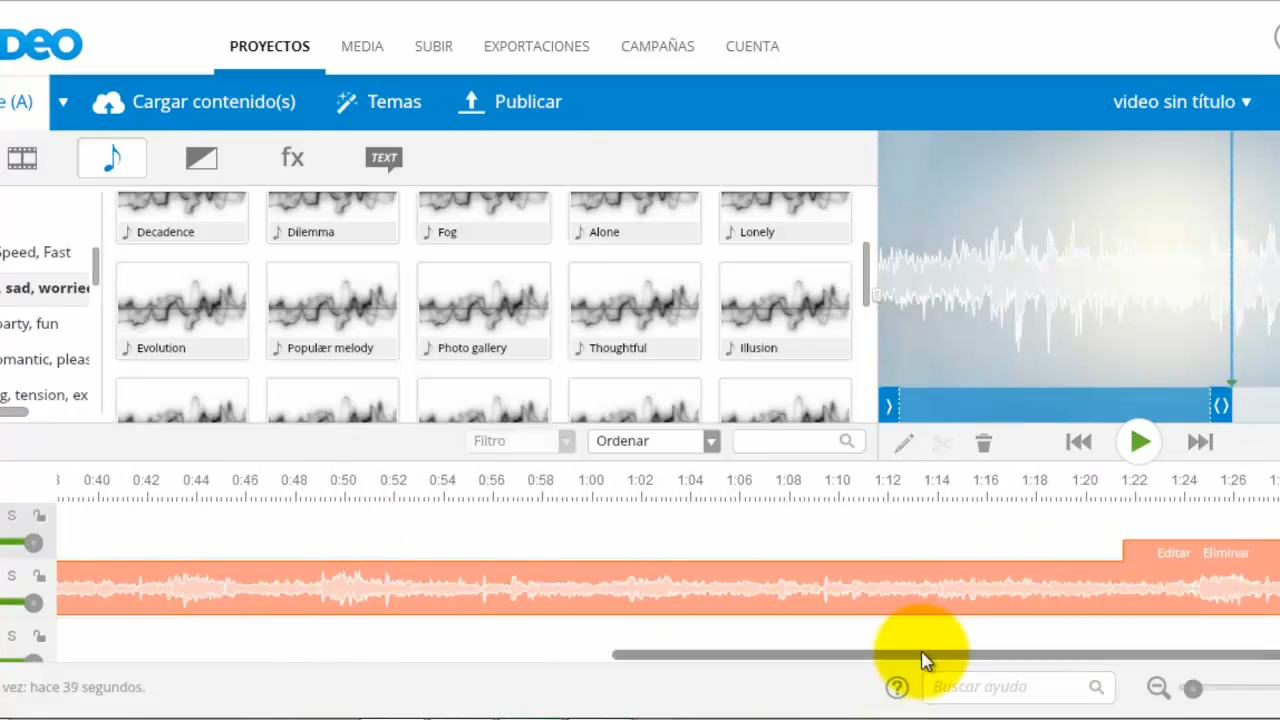 DEO
PROYECTOS MEDIA SUBIR EXPORTACIONES CAMPAÑAS CUENTA
e (A) Cargar contenido(s) Temas Publicar video sin título
fx TEXT
Decadence Dilemma Fog Alone Lonely
Speed, Fast
, sad, worried
Evolution Populær melody Photo gallery Thoughtful Illusion
party, fun
omantic, pleas
g, tension, ex
Filtro Ordenar
8 0:40 0:42 0:44 0:46 0:48 0:50 0:52 0:54 0:56 0:58 1:00 1:02 1:04 1:06 1:08 1:10 1:12 1:14 1:16 1:18 1:20 1:22 1:24 1:26 1:
S
Editar Eliminar
S
S
vez: hace 39 segundos. ? Buscar ayuda